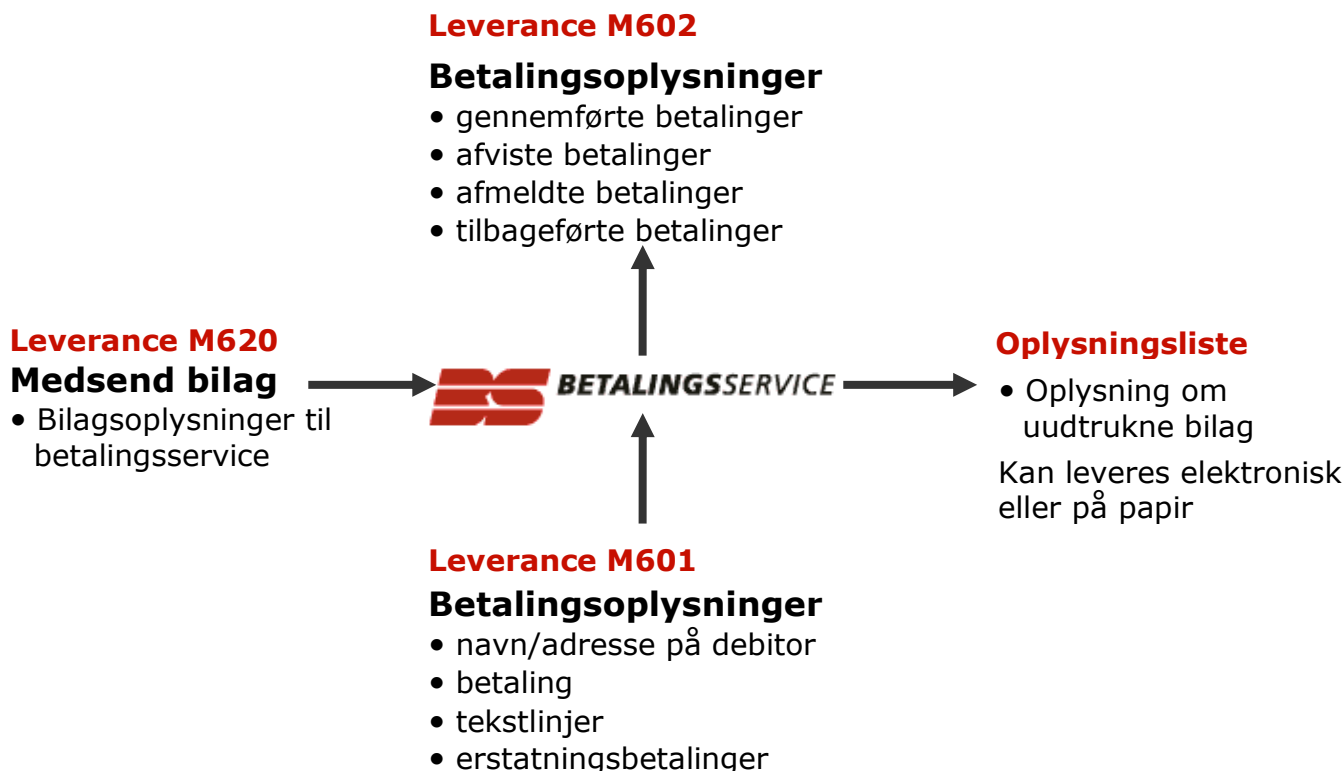 Leverance M602
Betalingsoplysninger
• gennemførte betalinger
• afviste betalinger
• afmeldte betalinger
• tilbageførte betalinger
Leverance M620
Medsend bilag
• Bilagsoplysninger til
betalingsservice
BS BETALINGSSERVICE
Oplysningsliste
• Oplysning om
uudtrukne bilag
Kan leveres elektronisk
eller på papir
Leverance M601
Betalingsoplysninger
• navn/adresse på debitor
• betaling
• tekstlinjer
• erstatningsbetalinger